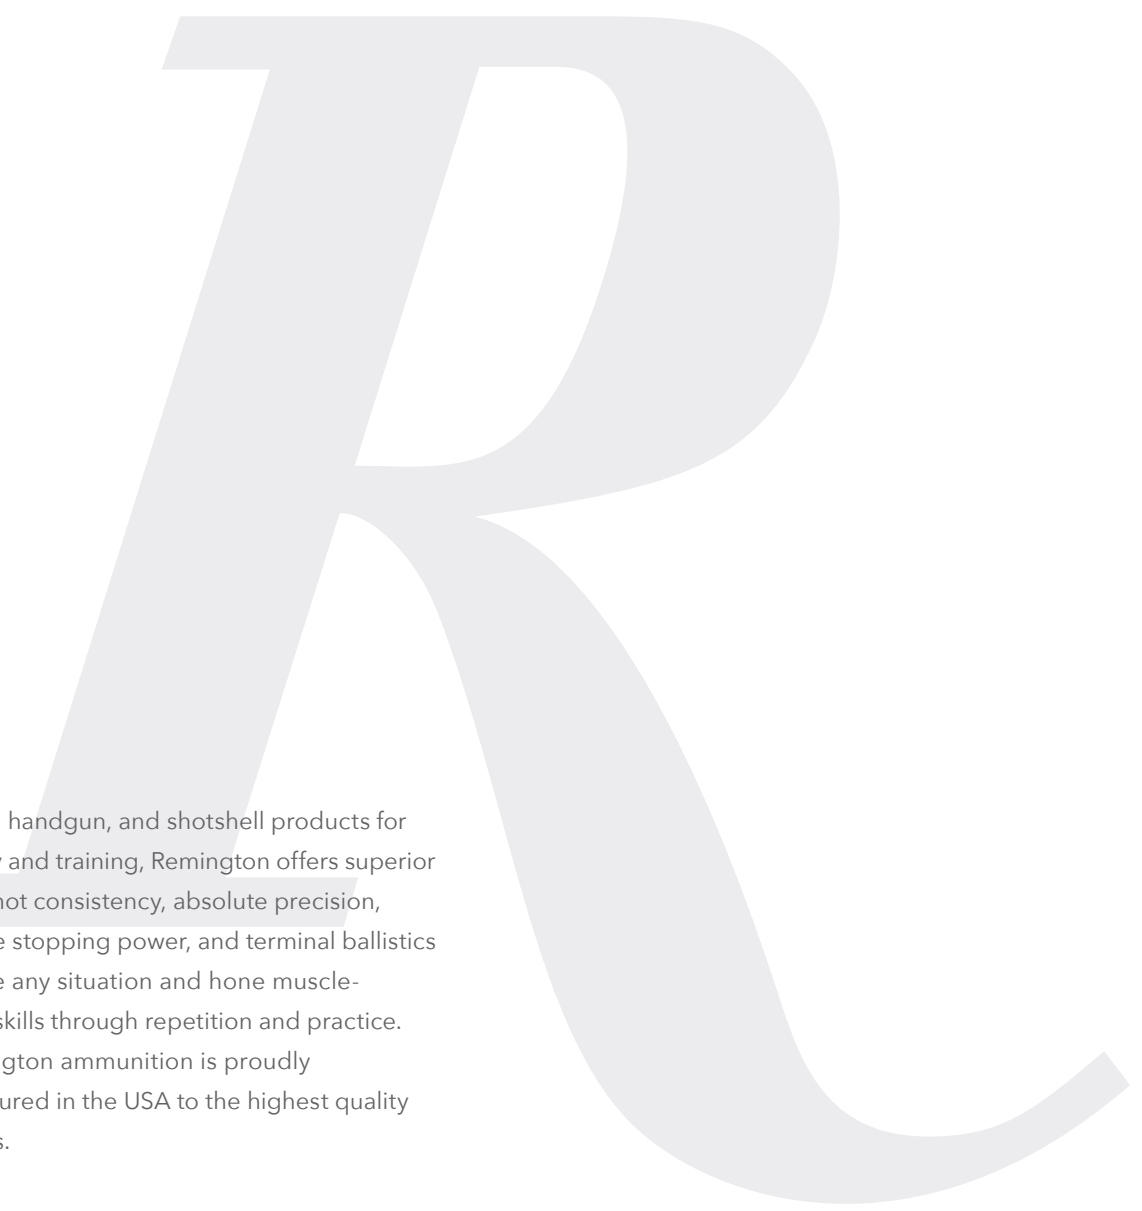 R
handgun, and shotshell products for
and training, Remington offers superior
consistency, absolute precision,
stopping power, and terminal ballistics
any situation and hone muscle-
skills through repetition and practice.
gton ammunition is proudly
ured in the USA to the highest quality
s.